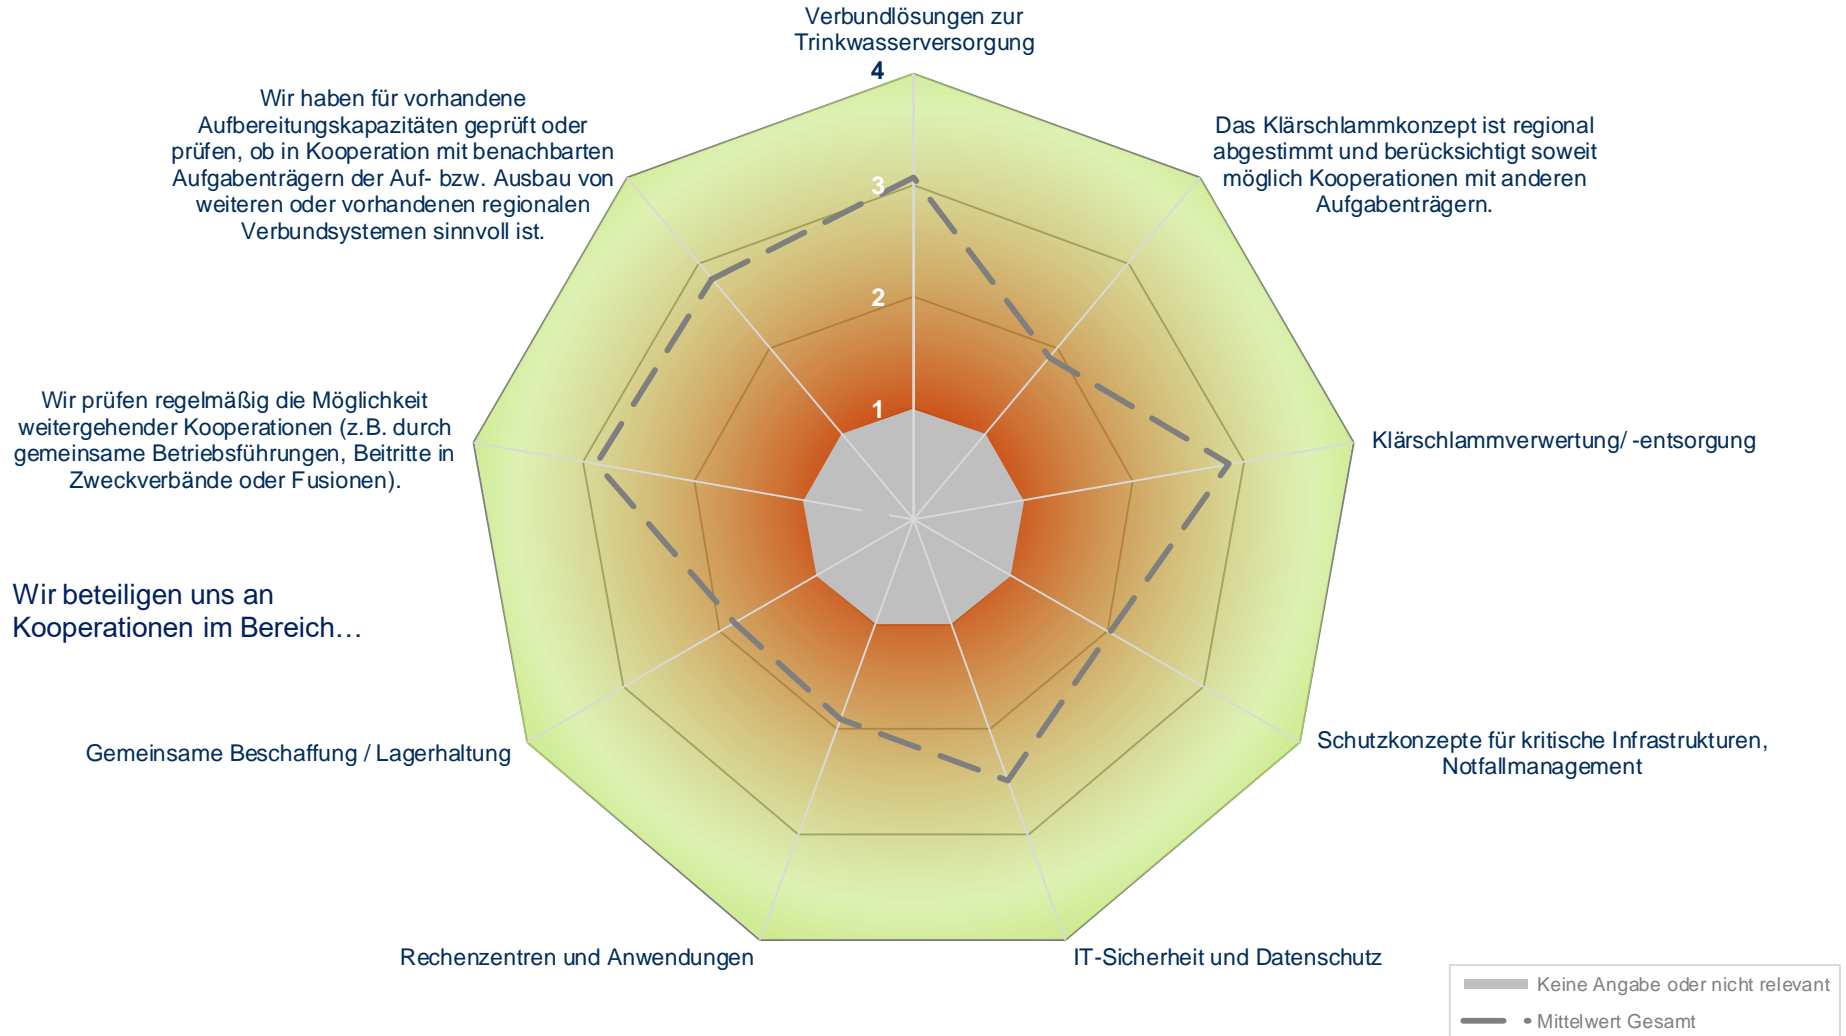 Verbundlösungen zur
Trinkwasserversorgung
4
3
2
1
Wir haben für vorhandene
Aufbereitungskapazitäten geprüft oder
prüfen, ob in Kooperation mit benachbarten
Aufgabenträgern der Auf- bzw. Ausbau von
weiteren oder vorhandenen regionalen
Verbundsystemen sinnvoll ist.
Das Klärschlammkonzept ist regional
abgestimmt und berücksichtigt soweit
möglich Kooperationen mit anderen
Aufgabenträgern.
Wir prüfen regelmäßig die Möglichkeit
weitergehender Kooperationen (z.B. durch
gemeinsame Betriebsführungen, Beitritte in
Zweckverbände oder Fusionen).
Klärschlammverwertung/ -entsorgung
Wir beteiligen uns an
Kooperationen im Bereich…
Gemeinsame Beschaffung / Lagerhaltung
Schutzkonzepte für kritische Infrastrukturen,
Notfallmanagement
Rechenzentren und Anwendungen
IT-Sicherheit und Datenschutz
Keine Angabe oder nicht relevant
Mittelwert Gesamt